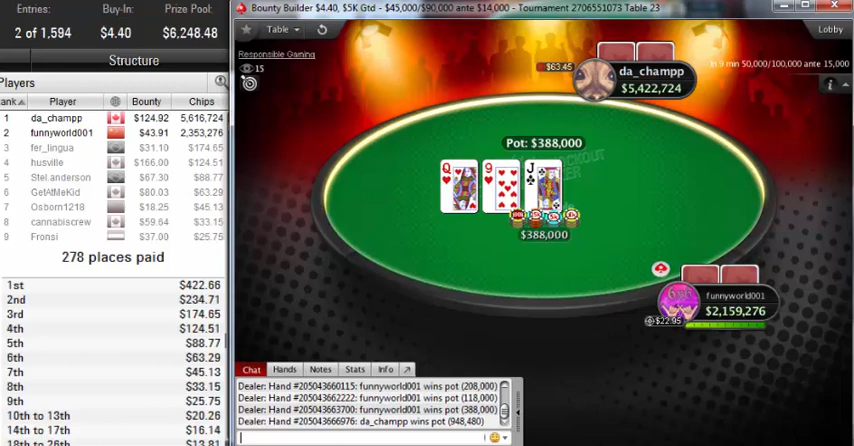 Entries:
Buy-In:
Prize Pool:
2 of 1,594
$4.40
$6,248.48
Structure
Players
Rank
Player
Bounty
Chips
1 da_champp $124.92 5,616,724
2 funnyworld001 $43.91 2,353,276
3 fer_lingua $31.10 $174.65
4 husville $166.00 $124.51
5 Stel.anderson $67.30 $88.77
6 GetAtMeKid $80.03 $63.29
7 Osborn1218 $18.25 $45.13
8 cannabiscrew $59.64 $33.15
9 Fronsi $37.00 $25.75
278 places paid
1st $422.66
2nd $234.71
3rd $174.65
4th $124.51
5th $88.77
6th $63.29
7th $45.13
8th $33.15
9th $25.75
10th to 13th $20.26
14th to 17th $16.14
18th to 26th $13.81
Bounty Builder $4.40, $5K Gtd - $45,000/$90,000 ante $14,000 - Tournament 2706551073 Table 23
Table
Lobby
Responsible Gaming
15
In 9 min 50,000/100,000 ante 15,000
$63.45
da_champp
$5,422,724
Pot: $388,000
Q 9 J
$388,000
funnyworld001
$2,159,276
$22.95
Chat Hands Notes Stats Info
Dealer: Hand #205043660115: funnyworld001 wins pot (208,000)
Dealer: Hand #205043662222: funnyworld001 wins pot (118,000)
Dealer: Hand #205043663700: funnyworld001 wins pot (388,000)
Dealer: Hand #205043666976: da_champp wins pot (948,480)